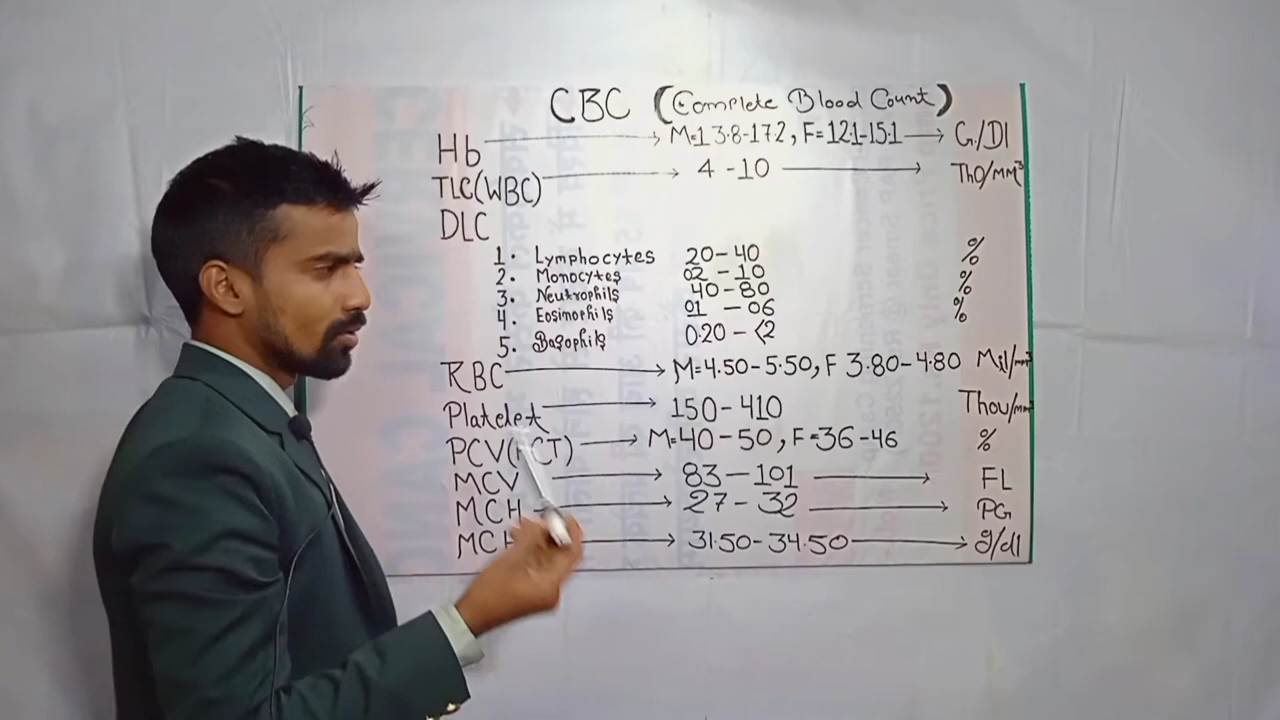 CBC (Complete Blood Count)
Hb M=13.8-17.2, F=12.1-15.1 G/Dl
TLC(WBC) 4-10 ThO/MM³
DLC
1. Lymphocytes 20-40 %
2. Monocytes 02-10 %
3. Neutrophils 40-80 %
4. Eosinophils 01-06
5. Basophils 0.20-<2
RBC M=4.50-5.50, F 3.80-4.80 Mil/mm³
Platelet 150-410 Thou/mm³
PCV(HCT) M=40-50, F=36-46 %
MCV 83-101 FL
MCH 27-32 PG
MCH 31.50-34.50 g/dl